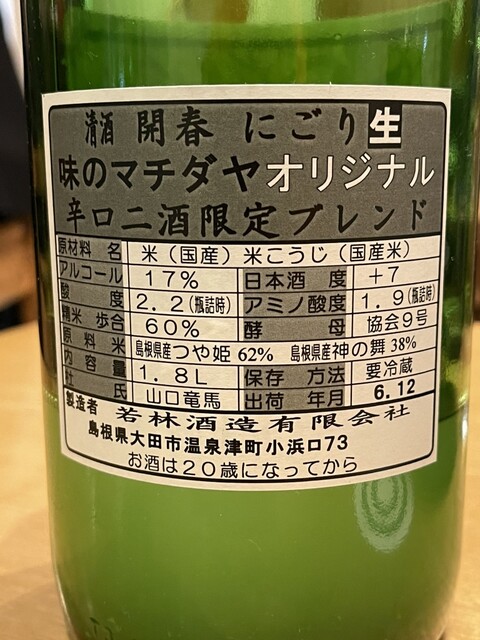 清酒 開春 にごり 生
味のマチダヤオリジナル
辛口二酒限定ブレンド
原材料名 米（国産）米こうじ（国産米）
アルコール 17% 日本酒度 +7
酸度 2.2（瓶詰時） アミノ酸度 1.9（瓶詰時）
精米歩合 60% 酵母 協会9号
原料米 島根県産つや姫 62% 島根県産神の舞 38%
内容量 1.8L 保存方法 要冷蔵
杜氏 山口竜馬 出荷年月 6.12
製造者 若林酒造有限会社
島根県大田市温泉津町小浜口73
お酒は20歳になってから